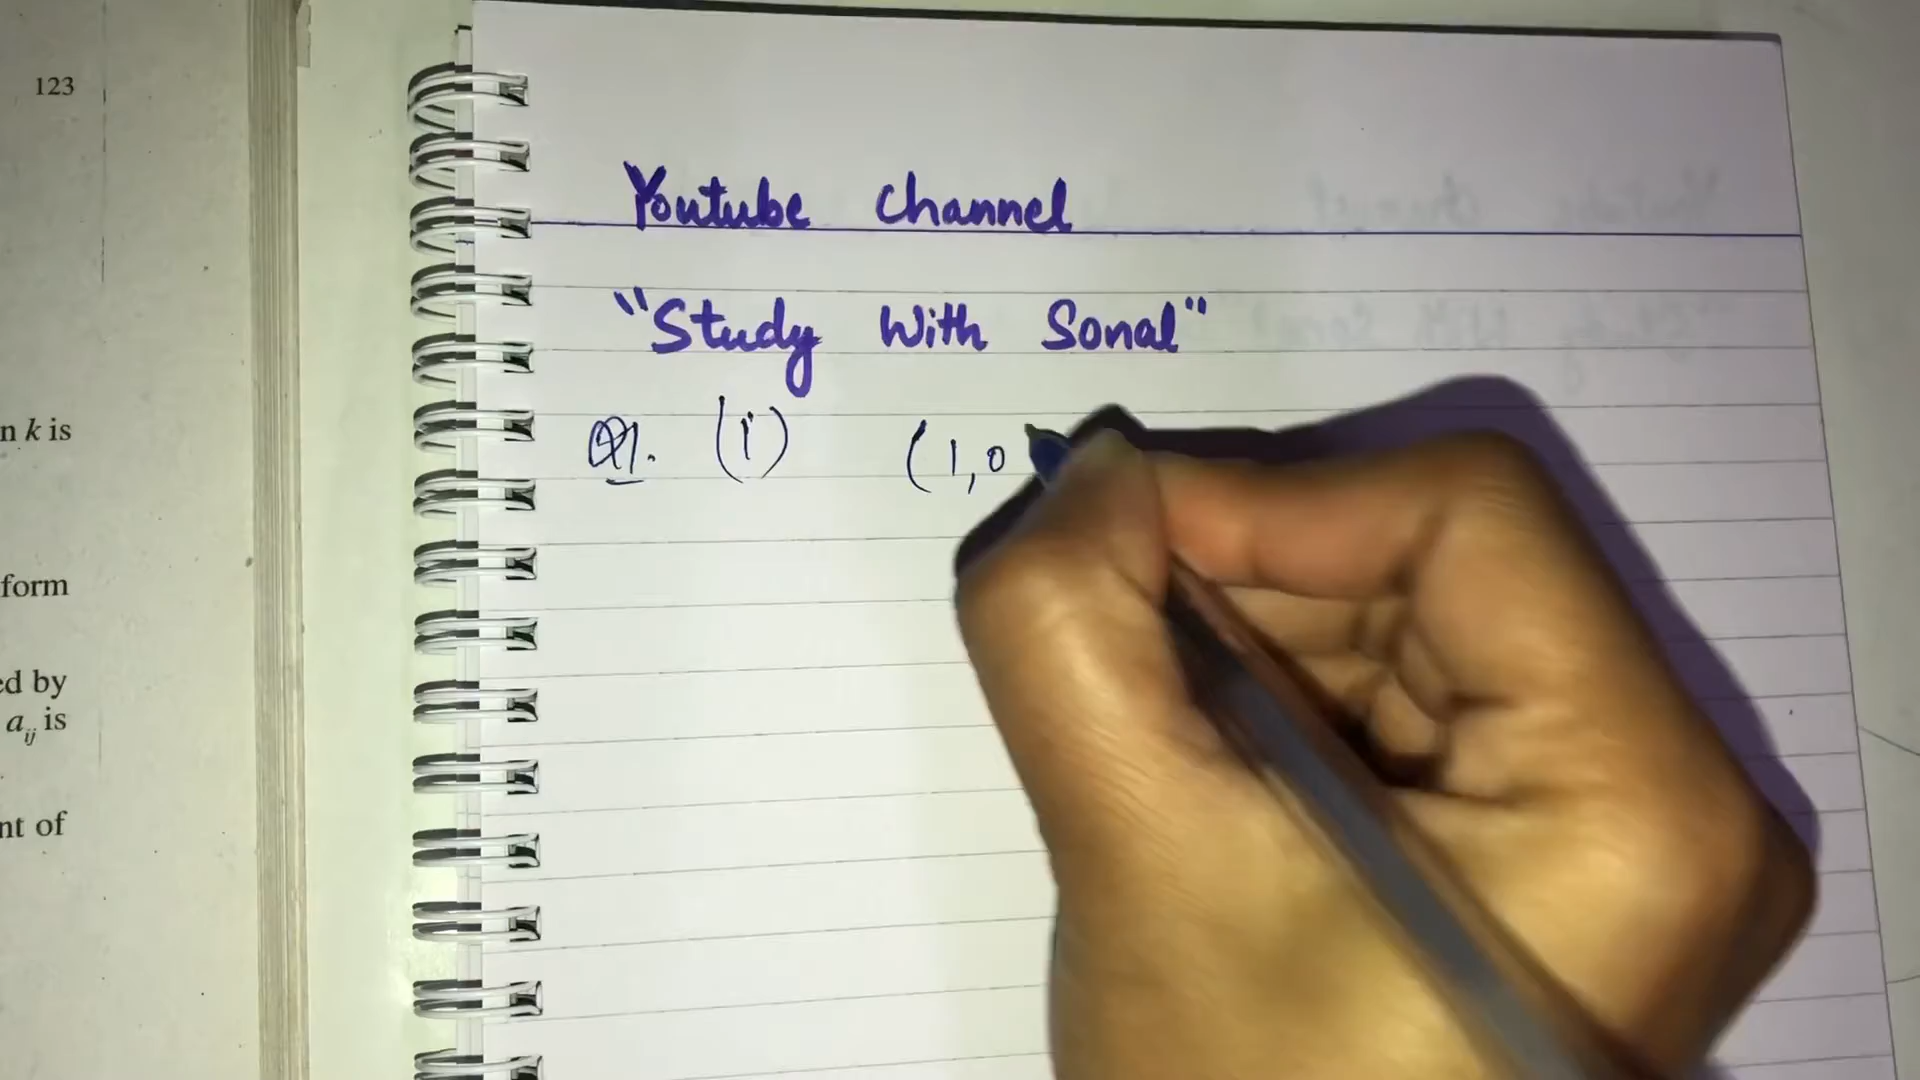 123
n k is
form
ed by
a_ij is
nt of
Youtube Channel
"Study With Sonal"
Q1. (i) (1,0